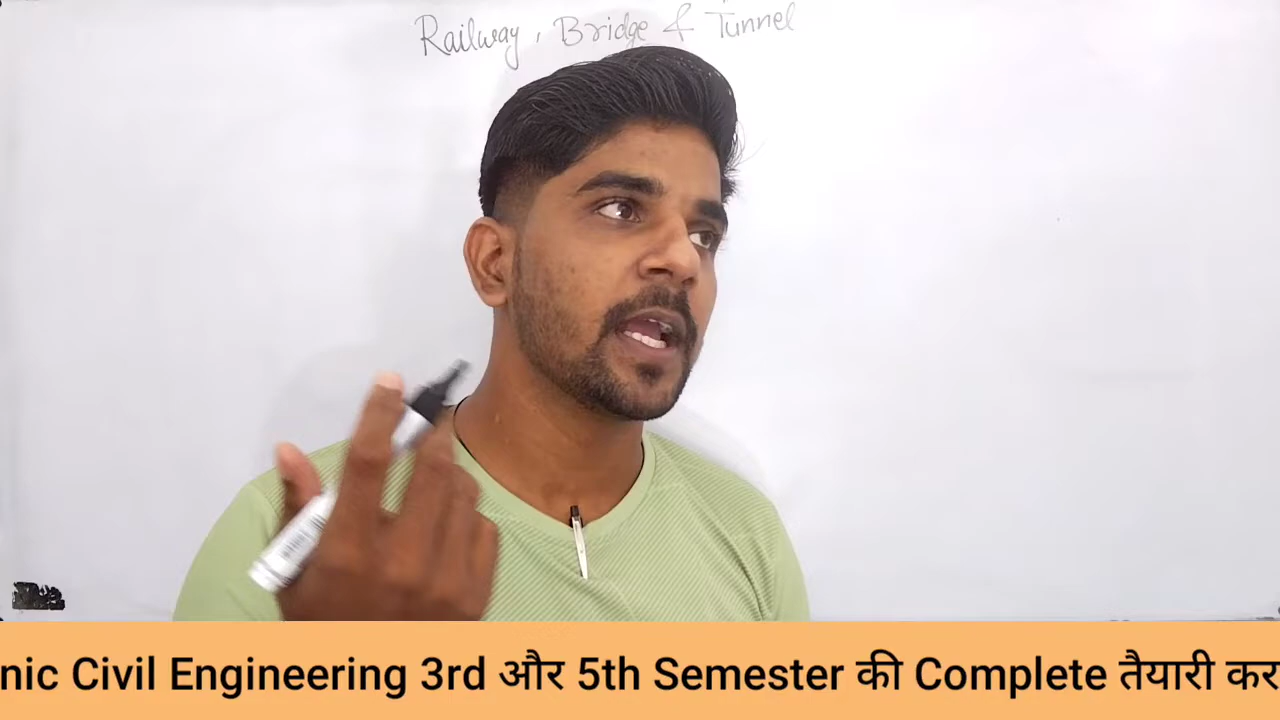 Railway, Bridge & Tunnel
nic Civil Engineering 3rd और 5th Semester की Complete तैयारी कर